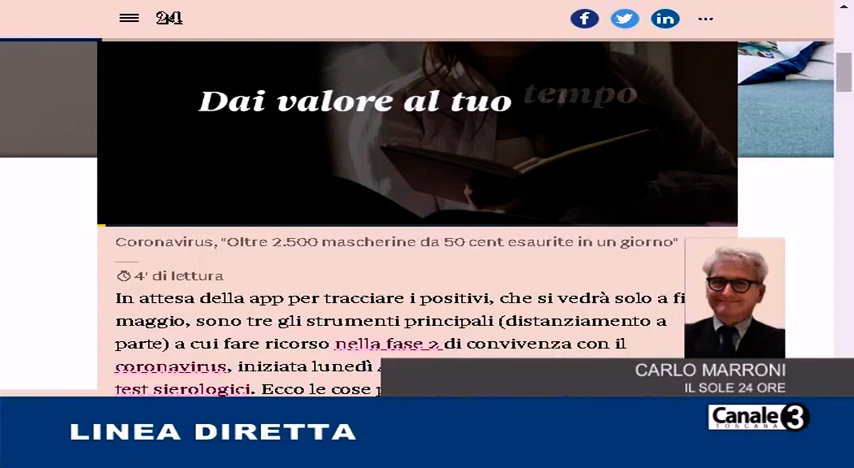 24
Dai valore al tuo tempo
Coronavirus, "Oltre 2.500 mascherine da 50 cent esaurite in un giorno"
4' di lettura
In attesa della app per tracciare i positivi, che si vedrà solo a fi
maggio, sono tre gli strumenti principali (distanziamento a
parte) a cui fare ricorso nella fase 2 di convivenza con il
coronavirus, iniziata lunedì
test sierologici. Ecco le cose
CARLO MARRONI
IL SOLE 24 ORE
LINEA DIRETTA
Canale 3
TOSCANA